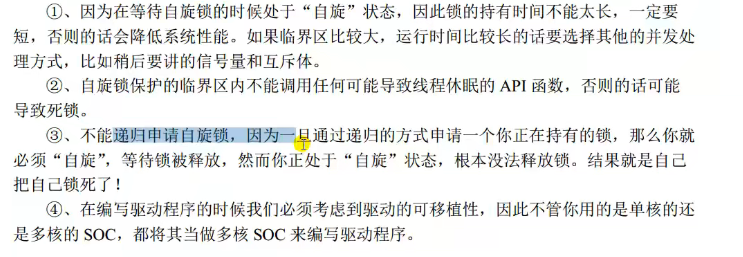 ①、因为在等待自旋锁的时候处于“自旋”状态，因此锁的持有时间不能太长，一定要
短，否则的话会降低系统性能。如果临界区比较大，运行时间比较长的话要选择其他的并发处
理方式，比如稍后要讲的信号量和互斥体。
②、自旋锁保护的临界区内不能调用任何可能导致线程休眠的 API 函数，否则的话可能
导致死锁。
③、不能递归申请自旋锁，因为一旦通过递归的方式申请一个你正在持有的锁，那么你就
必须“自旋”，等待锁被释放，然而你正处于“自旋”状态，根本没法释放锁。结果就是自己
把自己锁死了！
④、在编写驱动程序的时候我们必须考虑到驱动的可移植性，因此不管你用的是单核的还
是多核的 SOC，都将其当做多核 SOC 来编写驱动程序。